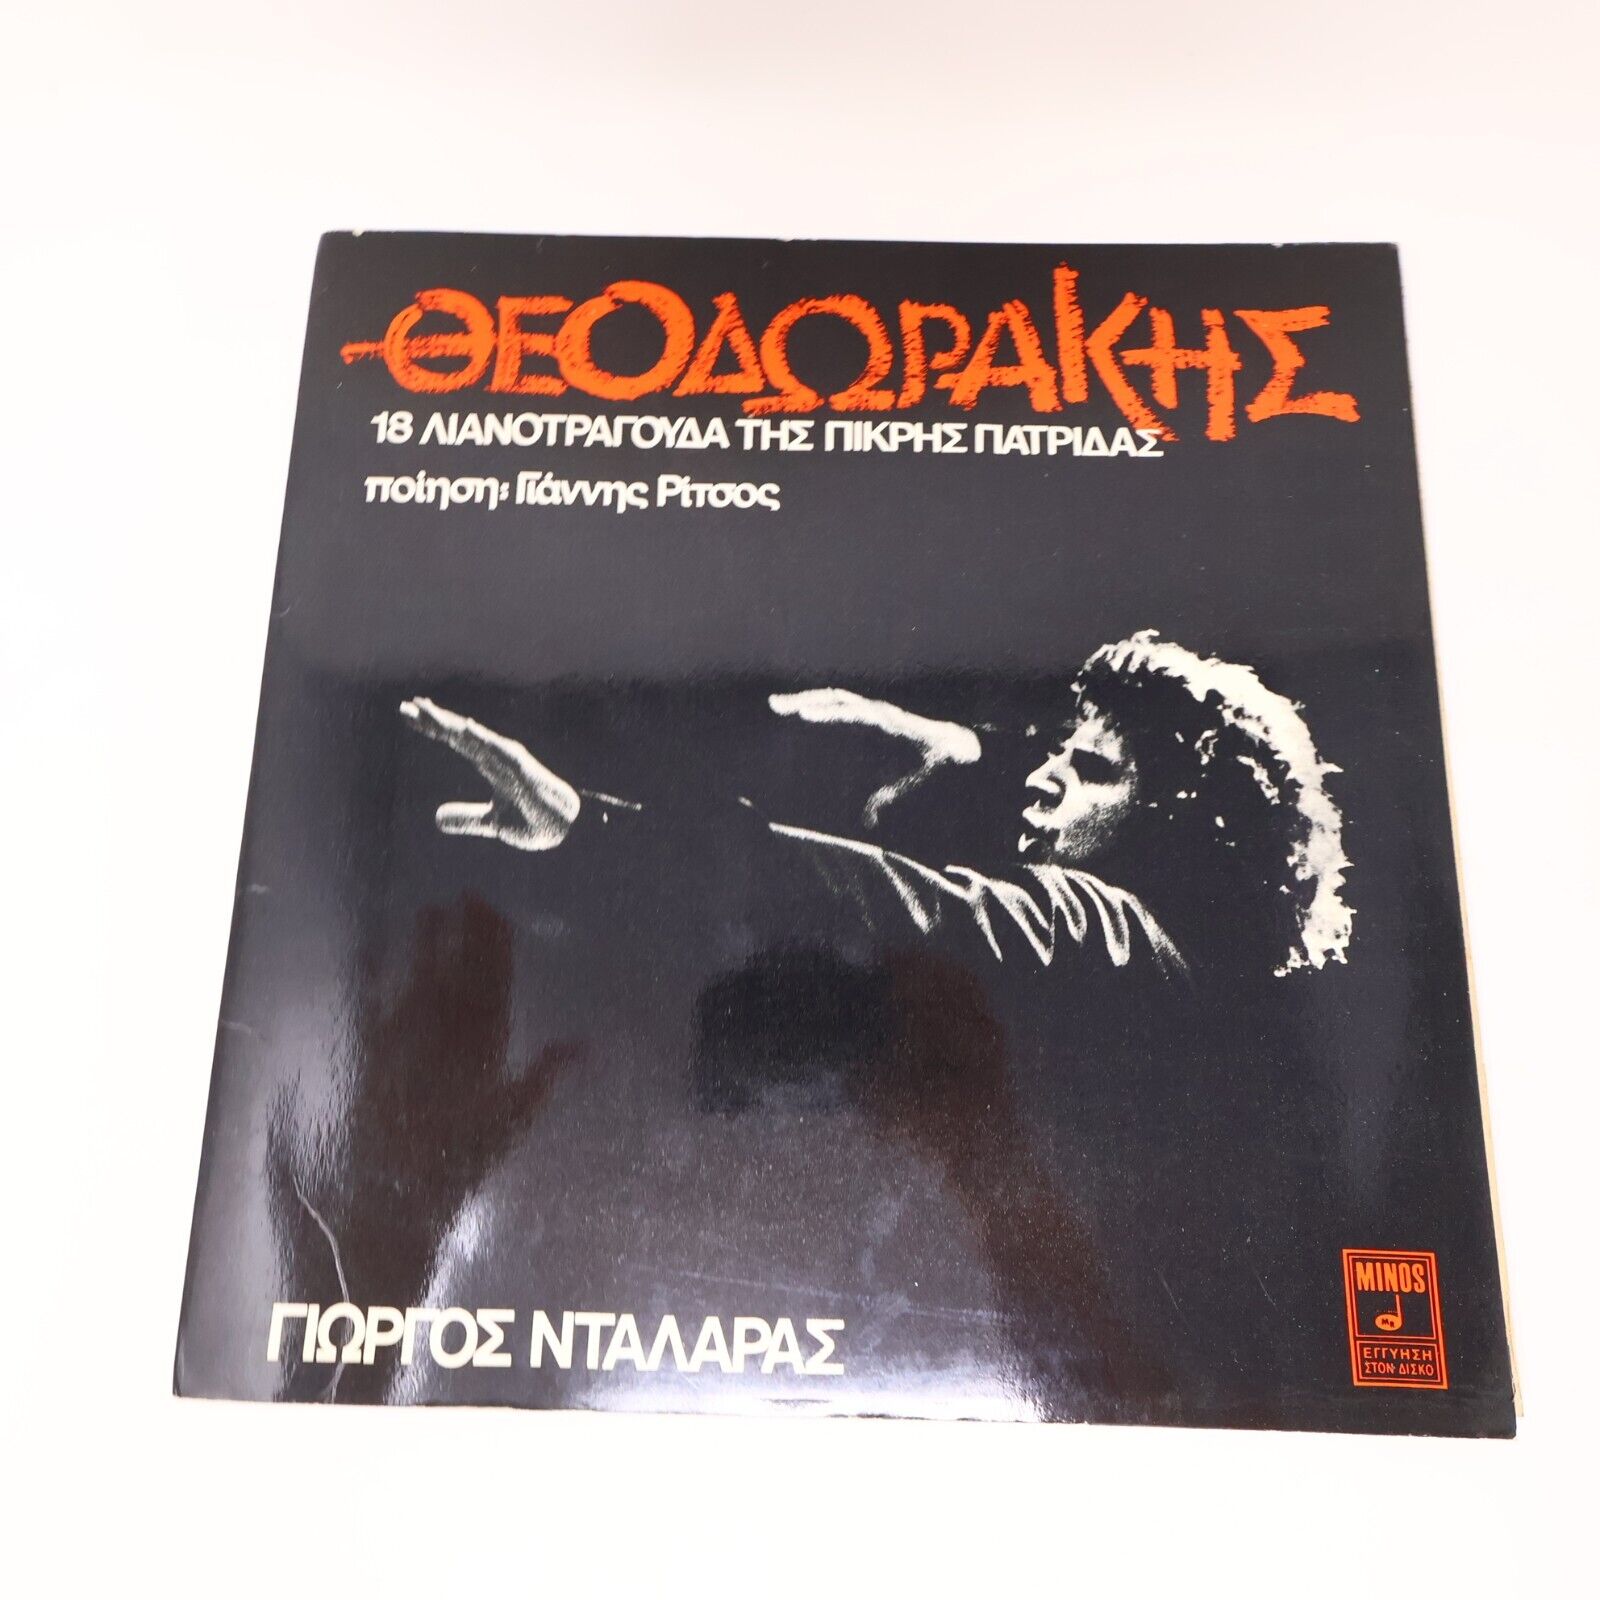 ΘΕΟΔΩΡΑΚΗΣ
18 ΛΙΑΝΟΤΡΑΓΟΥΔΑ ΤΗΣ ΠΙΚΡΗΣ ΠΑΤΡΙΔΑΣ
ποίηση: Γιάννης Ρίτσος
ΓΙΩΡΓΟΣ ΝΤΑΛΑΡΑΣ
MINOS
ΕΓΓΥΗΣΗ
ΣΤΟΝ ΔΙΣΚΟ